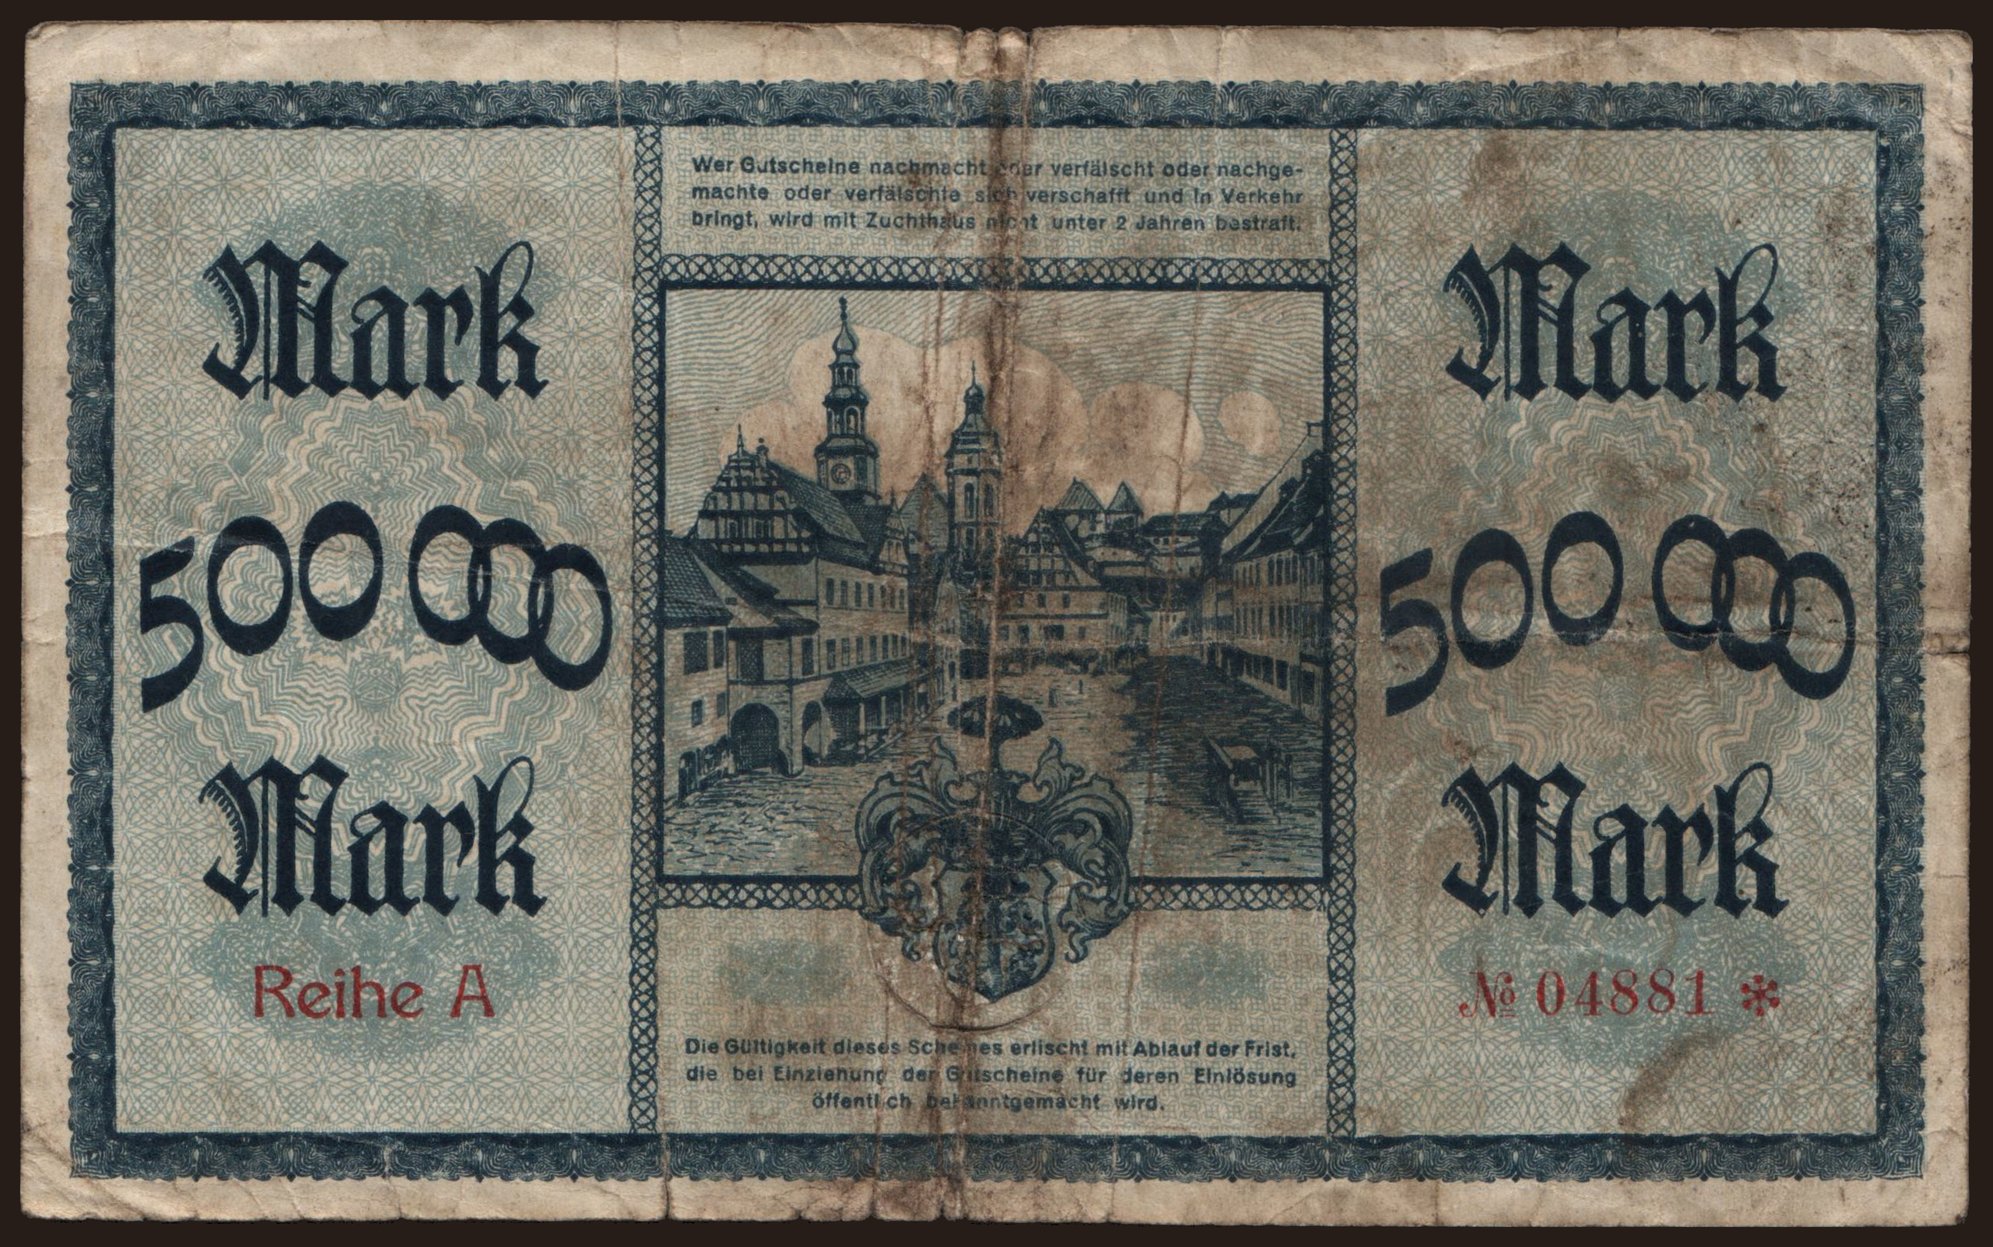 Wer Gutscheine nachmacht oder verfälscht oder nachge-
machte oder verfälschte sich verschafft und in Verkehr
bringt, wird mit Zuchthaus nicht unter 2 Jahren bestraft.
Mark
500 000
Mark
Reihe A
Mark
500 000
Mark
№ 04881 *
Die Gültigkeit dieses Scheines erlischt mit Ablauf der Frist,
die bei Einziehung der Gutscheine für deren Einlösung
öffentlich bekanntgemacht wird.